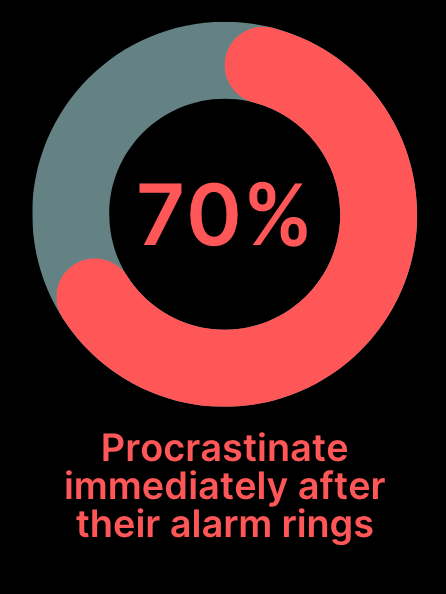 70%
Procrastinate
immediately after
their alarm rings